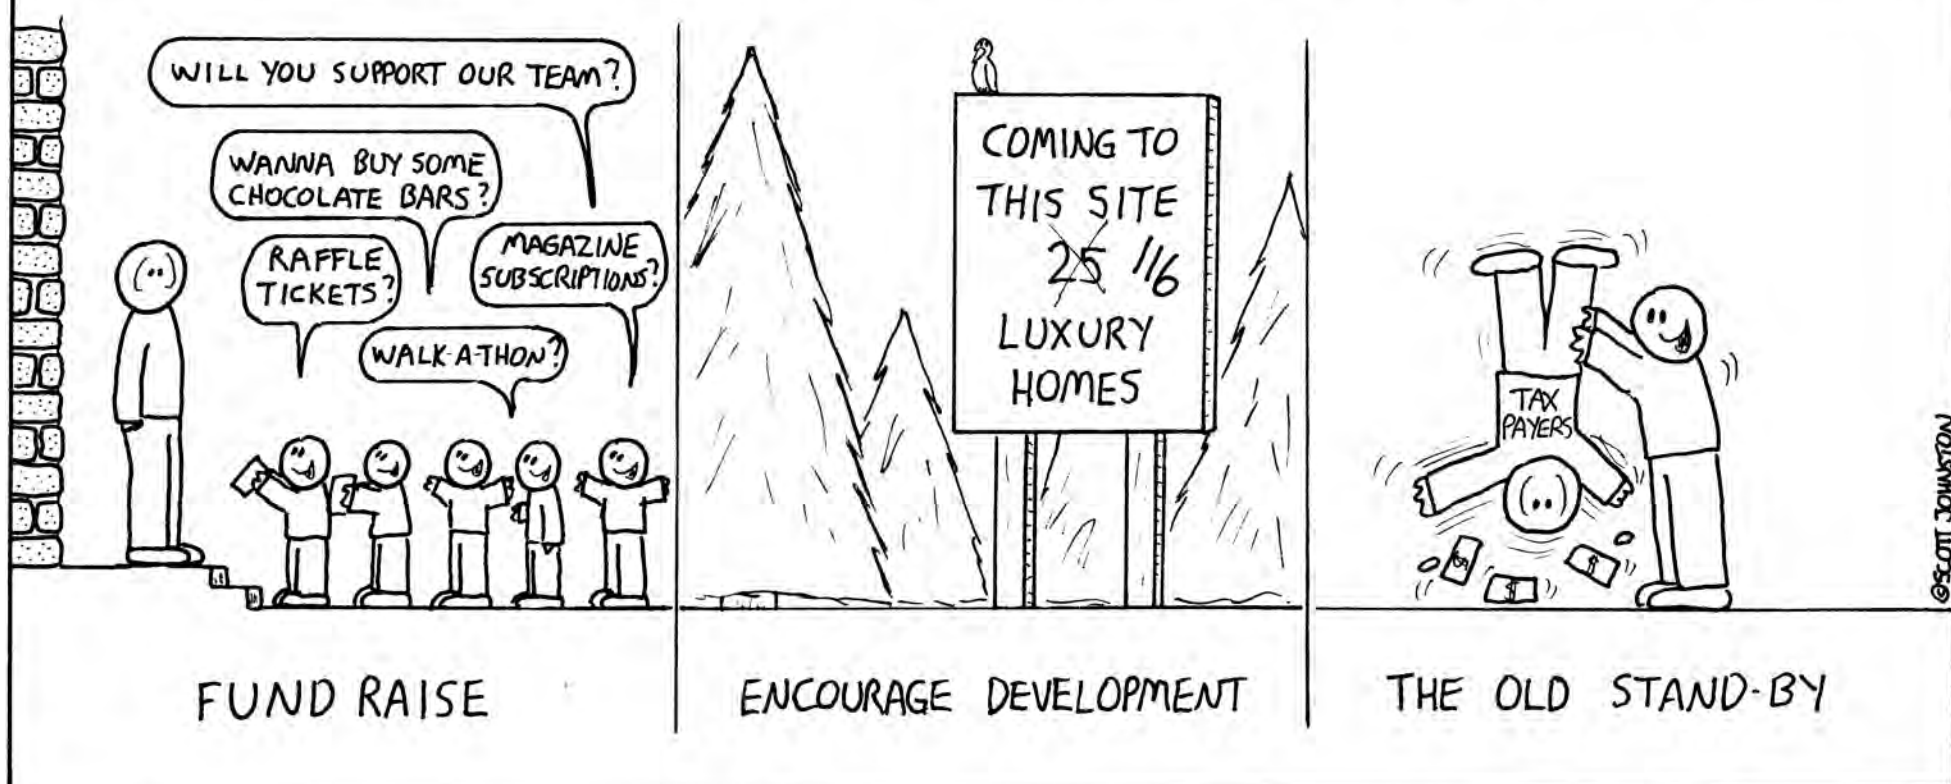 WILL YOU SUPPORT OUR TEAM?
WANNA BUY SOME
CHOCOLATE BARS?
RAFFLE
TICKETS?
MAGAZINE
SUBSCRIPTIONS?
WALK-A-THON?
FUND RAISE
COMING TO
THIS SITE
25 116
LUXURY
HOMES
ENCOURAGE DEVELOPMENT
TAX
PAYERS
THE OLD STAND-BY
©SCOTT JOHNSTON